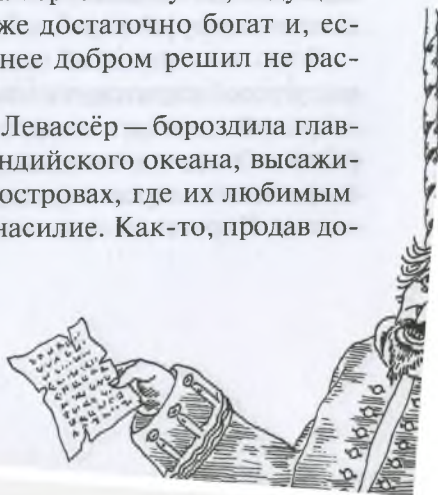 же достаточно богат и, ес-
нее добром решил не рас-
Левассёр — бороздила глав-
ндийского океана, высажи-
островах, где их любимым
насилие. Как-то, продав до-